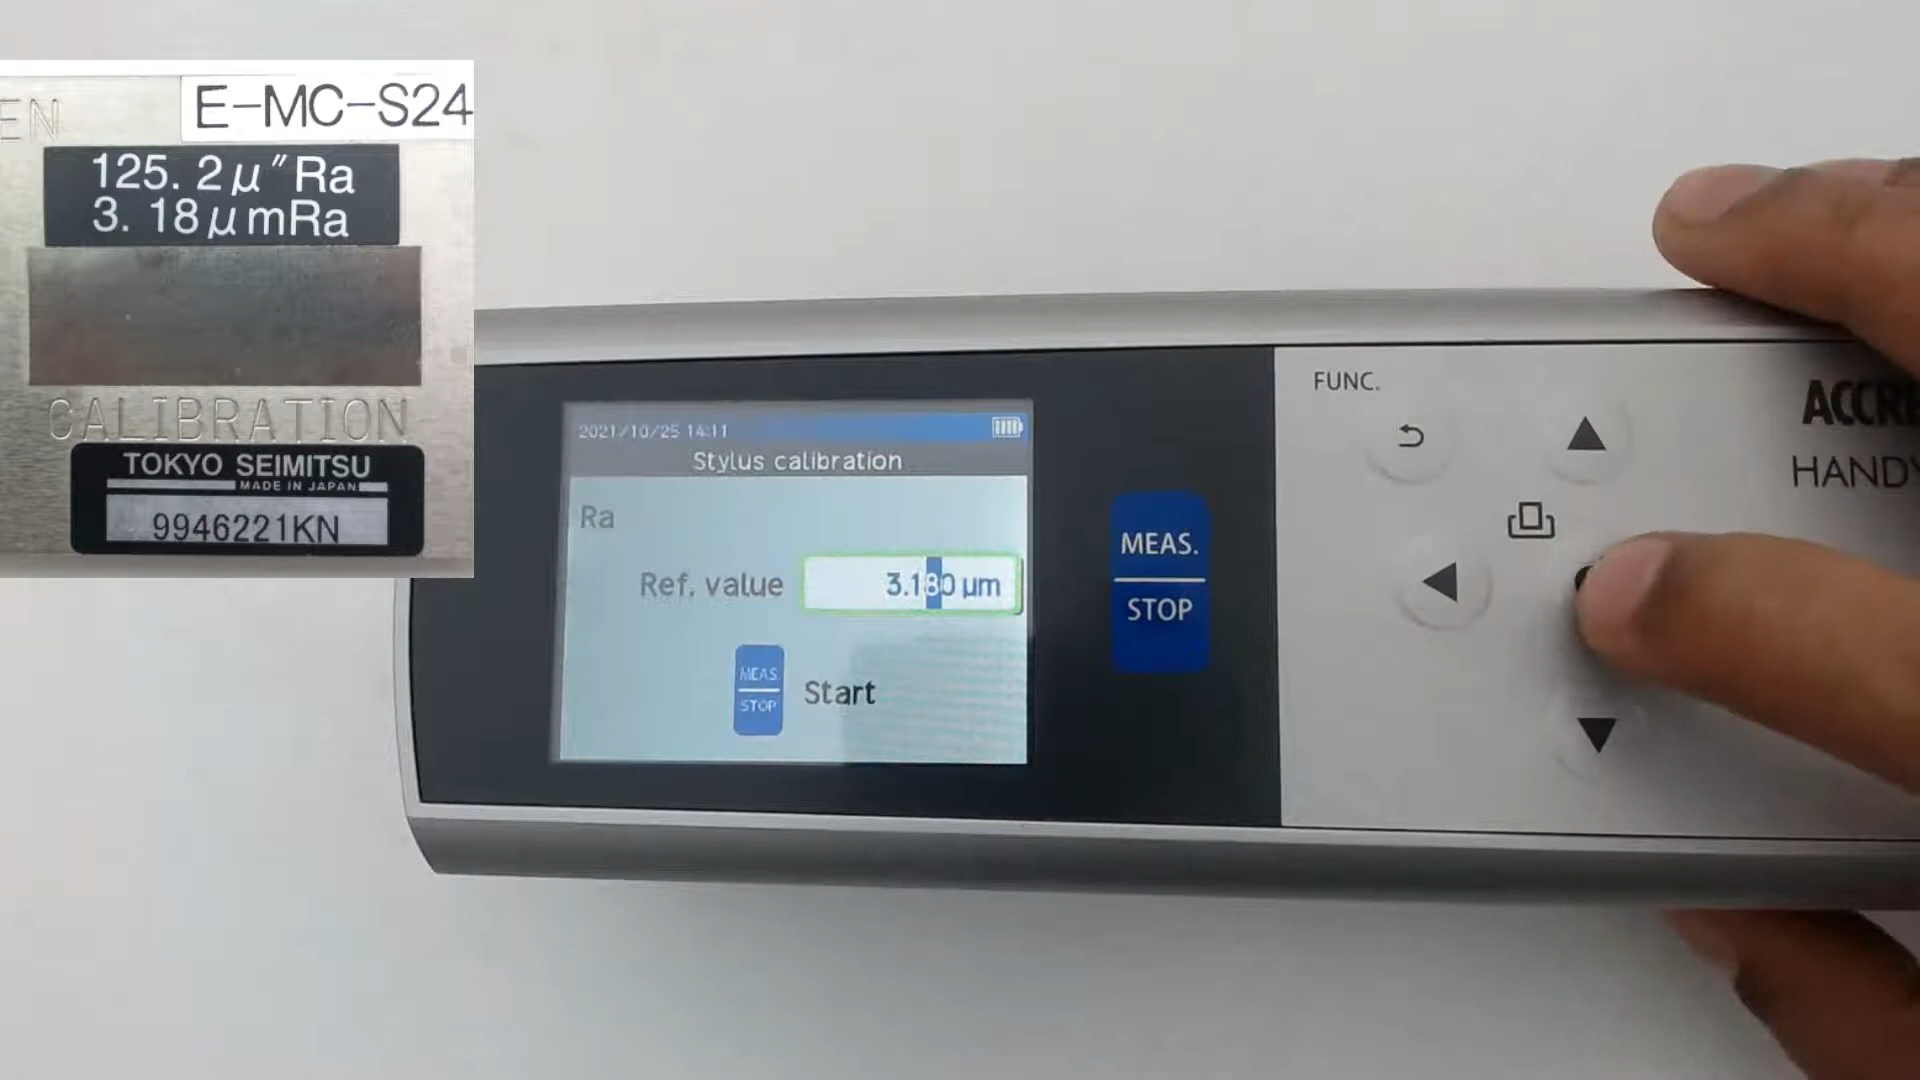 EN
E-MC-S24
125. 2μ″Ra
3. 18μmRa
CALIBRATION
TOKYO SEIMITSU
MADE IN JAPAN
9946221KN
2021/10/25 14:11
Stylus calibration
Ra
Ref. value 3.180 μm
MEAS.
STOP
Start
MEAS.
STOP
FUNC.
ACCRE
HANDY